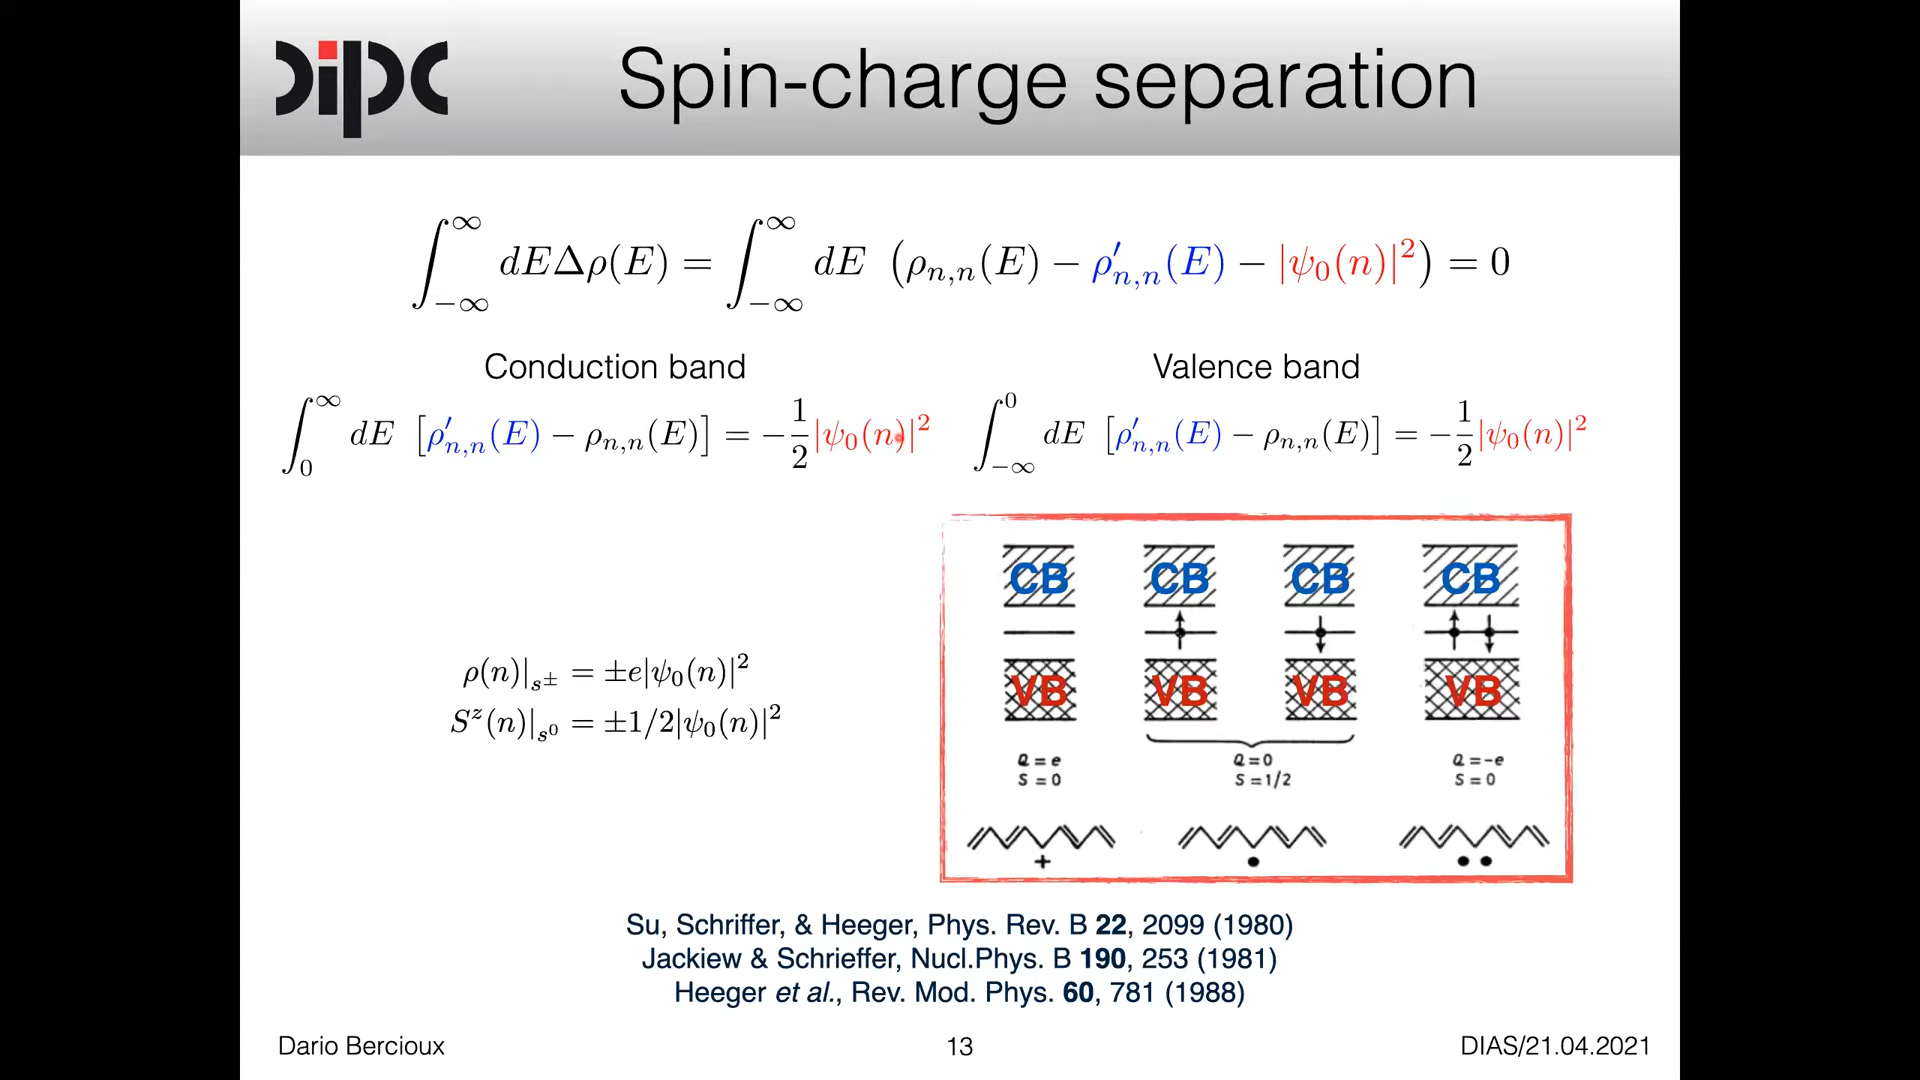 dipc
Spin-charge separation
∫_{-∞}^{∞} dEΔρ(E) = ∫_{-∞}^{∞} dE (ρ_{n,n}(E) − ρ′_{n,n}(E) − |ψ_0(n)|^2) = 0
Conduction band
∫_0^∞ dE [ρ′_{n,n}(E) − ρ_{n,n}(E)] = −1/2|ψ_0(n)|^2
Valence band
∫_{-∞}^0 dE [ρ′_{n,n}(E) − ρ_{n,n}(E)] = −1/2|ψ_0(n)|^2
ρ(n)|_{s^±} = ±e|ψ_0(n)|^2
S^z(n)|_{s^0} = ±1/2|ψ_0(n)|^2
CB CB CB CB
VB VB VB VB
Q = e Q = 0 Q = -e
S = 0 S = 1/2 S = 0
+
Su, Schriffer, & Heeger, Phys. Rev. B 22, 2099 (1980)
Jackiew & Schrieffer, Nucl.Phys. B 190, 253 (1981)
Heeger et al., Rev. Mod. Phys. 60, 781 (1988)
Dario Bercioux 13 DIAS/21.04.2021